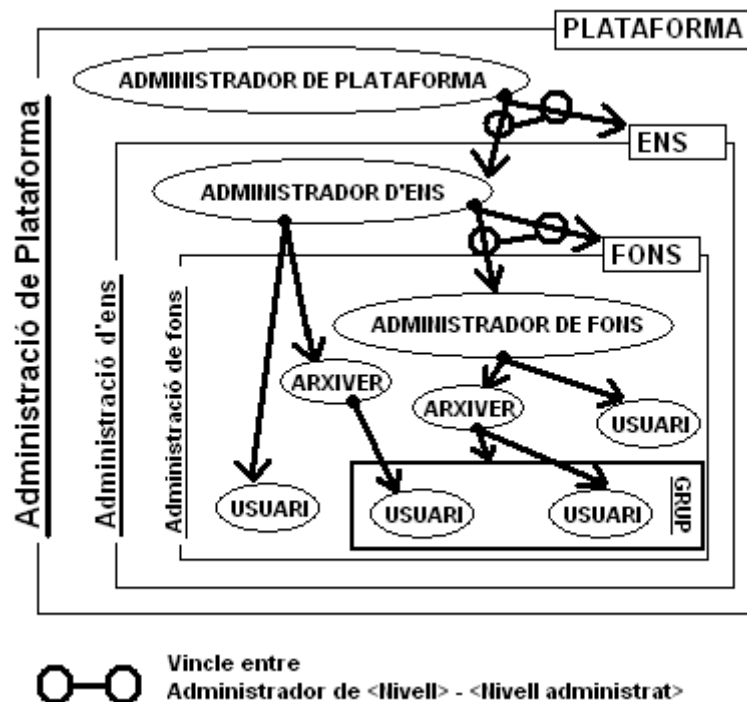 PLATAFORMA
ADMINISTRADOR DE PLATAFORMA
Administració de Plataforma
ENS
ADMINISTRADOR D'ENS
Administració d'ens
FONS
Administració de fons
ADMINISTRADOR DE FONS
ARXIVER
ARXIVER
USUARI
USUARI
USUARI
USUARI
GRUP
Vincle entre
Administrador de <Nivell> - <Nivell administrat>